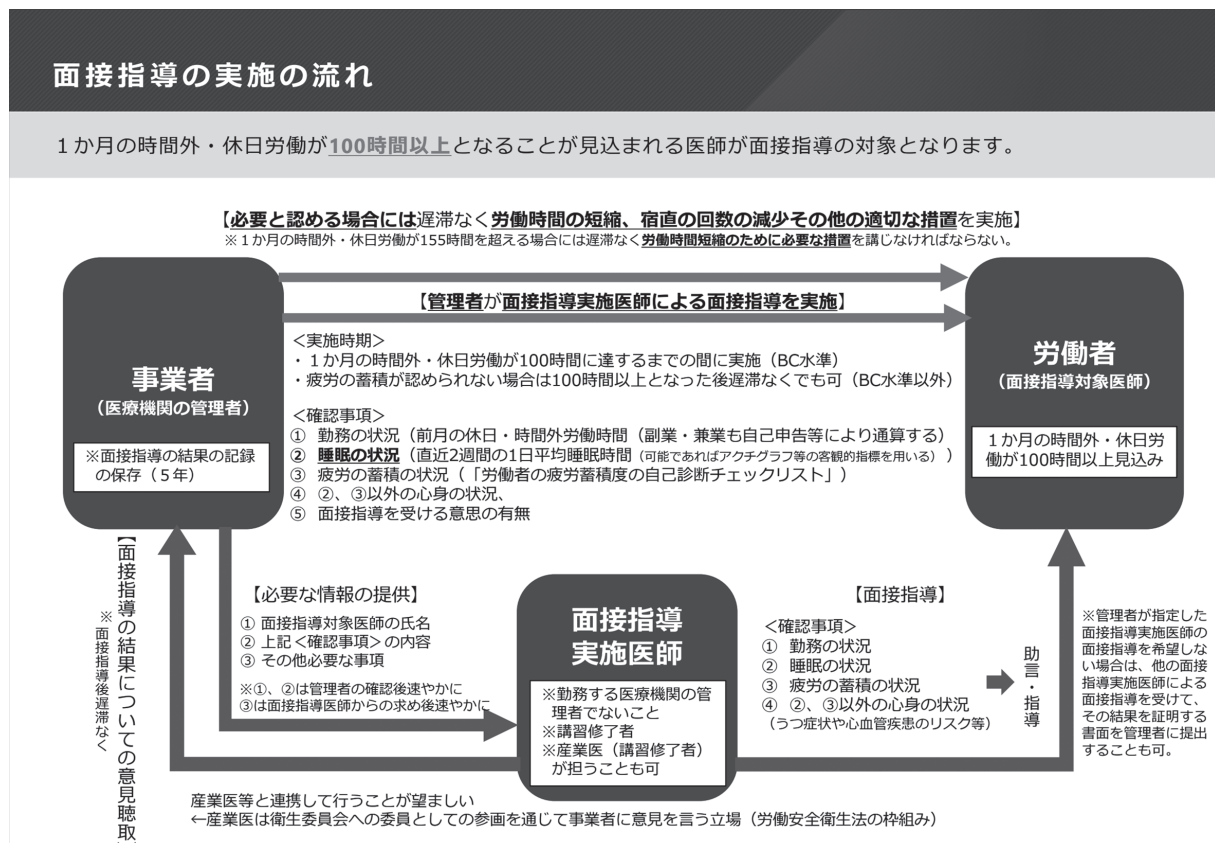 面接指導の実施の流れ
１か月の時間外・休日労働が100時間以上となることが見込まれる医師が面接指導の対象となります。
【必要と認める場合には遅滞なく労働時間の短縮、宿直の回数の減少その他の適切な措置を実施】
※１か月の時間外・休日労働が155時間を超える場合には遅滞なく労働時間短縮のために必要な措置を講じなければならない。
【管理者が面接指導実施医師による面接指導を実施】
事業者
（医療機関の管理者）
※面接指導の結果の記録
の保存（５年）
＜実施時期＞
・１か月の時間外・休日労働が100時間に達するまでの間に実施（BC水準）
・疲労の蓄積が認められない場合は100時間以上となった後遅滞なくでも可（BC水準以外）
＜確認事項＞
① 勤務の状況（前月の休日・時間外労働時間（副業・兼業も自己申告等により通算する）
② 睡眠の状況（直近2週間の1日平均睡眠時間（可能であればアクチグラフ等の客観的指標を用いる））
③ 疲労の蓄積の状況（「労働者の疲労蓄積度の自己診断チェックリスト」）
④ ②、③以外の心身の状況、
⑤ 面接指導を受ける意思の有無
労働者
（面接指導対象医師）
１か月の時間外・休日労
働が100時間以上見込み
【面接指導の結果についての意見聴取】
※面接指導後遅滞なく
【必要な情報の提供】
① 面接指導対象医師の氏名
② 上記＜確認事項＞の内容
③ その他必要な事項
※①、②は管理者の確認後速やかに
③は面接指導医師からの求め後速やかに
面接指導
実施医師
※勤務する医療機関の管
理者でないこと
※講習修了者
※産業医（講習修了者）
が担うことも可
【面接指導】
＜確認事項＞
① 勤務の状況
② 睡眠の状況
③ 疲労の蓄積の状況
④ ②、③以外の心身の状況
（うつ症状や心血管疾患のリスク等）
助言・指導
※管理者が指定した
面接指導実施医師の
面接指導を希望しな
い場合は、他の面接
指導実施医師による
面接指導を受けて、
その結果を証明する
書面を管理者に提出
することも可。
産業医等と連携して行うことが望ましい
←産業医は衛生委員会への委員としての参画を通じて事業者に意見を言う立場（労働安全衛生法の枠組み）